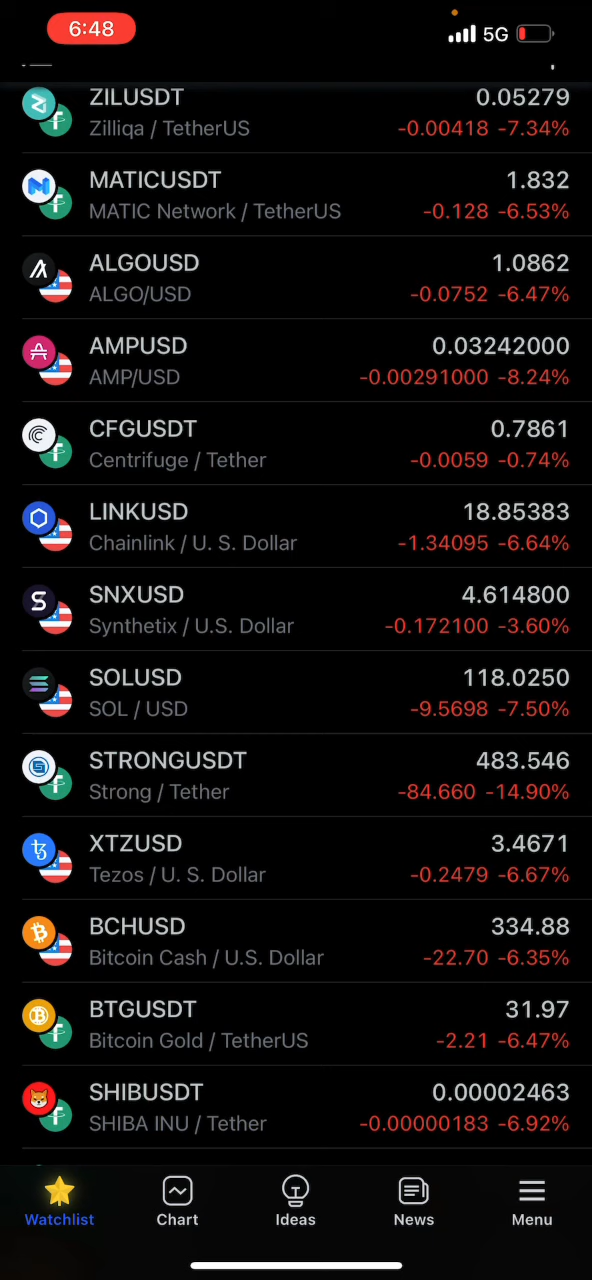 6:48
5G
ZILUSDT 0.05279
Zilliqa / TetherUS -0.00418 -7.34%
MATICUSDT 1.832
MATIC Network / TetherUS -0.128 -6.53%
ALGOUSD 1.0862
ALGO/USD -0.0752 -6.47%
AMPUSD 0.03242000
AMP/USD -0.00291000 -8.24%
CFGUSDT 0.7861
Centrifuge / Tether -0.0059 -0.74%
LINKUSD 18.85383
Chainlink / U. S. Dollar -1.34095 -6.64%
SNXUSD 4.614800
Synthetix / U.S. Dollar -0.172100 -3.60%
SOLUSD 118.0250
SOL / USD -9.5698 -7.50%
STRONGUSDT 483.546
Strong / Tether -84.660 -14.90%
XTZUSD 3.4671
Tezos / U. S. Dollar -0.2479 -6.67%
BCHUSD 334.88
Bitcoin Cash / U.S. Dollar -22.70 -6.35%
BTGUSDT 31.97
Bitcoin Gold / TetherUS -2.21 -6.47%
SHIBUSDT 0.00002463
SHIBA INU / Tether -0.00000183 -6.92%
Watchlist Chart Ideas News Menu